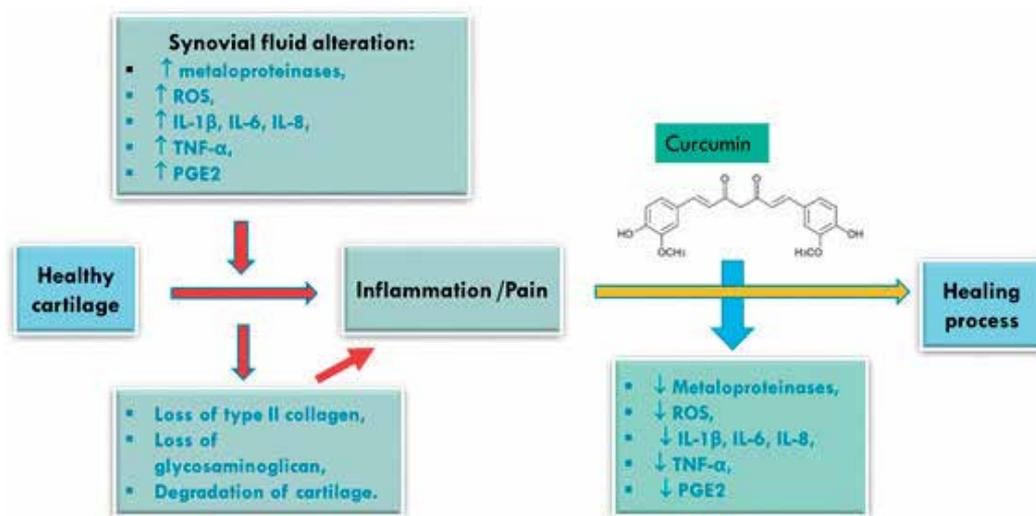 Synovial fluid alteration:
▪ ↑ metaloproteinases,
▪ ↑ ROS,
▪ ↑ IL-1β, IL-6, IL-8,
▪ ↑ TNF-α,
▪ ↑ PGE2
Curcumin
O O
HO OH
OCH₃ H₃CO
Healthy
cartilage
Inflammation /Pain
Healing
process
▪ Loss of type II collagen,
▪ Loss of
glycosaminoglican,
▪ Degradation of cartilage.
▪ ↓ Metaloproteinases,
▪ ↓ ROS,
▪ ↓ IL-1β, IL-6, IL-8,
▪ ↓ TNF-α,
▪ ↓ PGE2